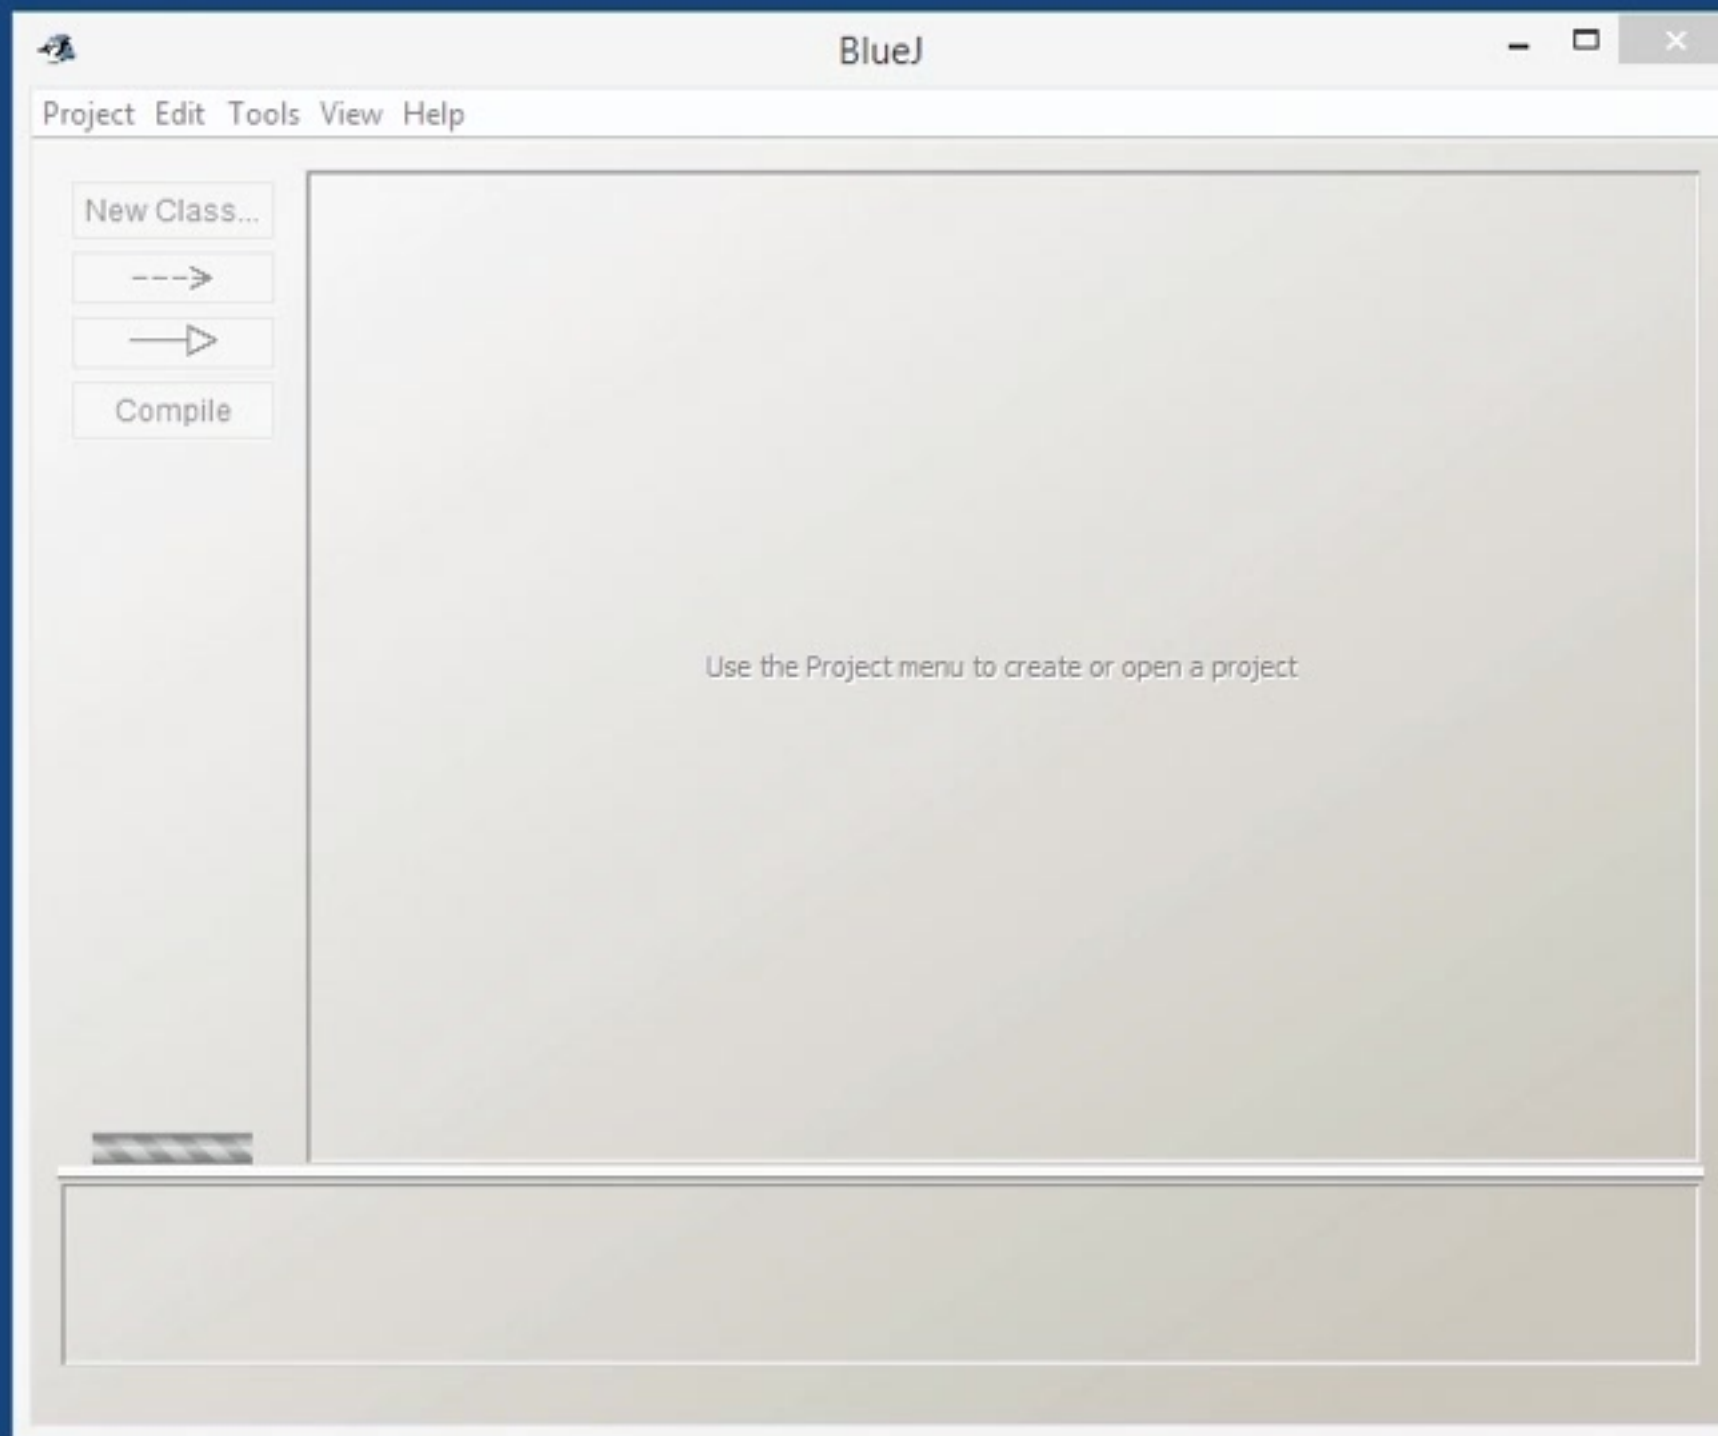 BlueJ
Project Edit Tools View Help
New Class...
Compile
Use the Project menu to create or open a project